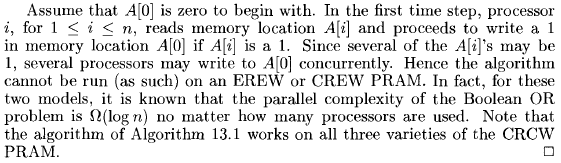 Assume that A[0] is zero to begin with. In the first time step, processor
i, for 1 ≤ i ≤ n, reads memory location A[i] and proceeds to write a 1
in memory location A[0] if A[i] is a 1. Since several of the A[i]'s may be
1, several processors may write to A[0] concurrently. Hence the algorithm
cannot be run (as such) on an EREW or CREW PRAM. In fact, for these
two models, it is known that the parallel complexity of the Boolean OR
problem is Ω(log n) no matter how many processors are used. Note that
the algorithm of Algorithm 13.1 works on all three varieties of the CRCW
PRAM. □